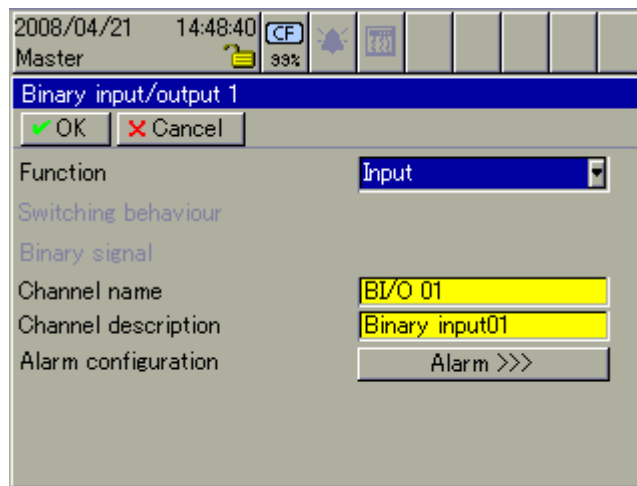 2008/04/21 14:48:40 CF
Master 99%
Binary input/output 1
OK Cancel
Function Input
Switching behaviour
Binary signal
Channel name BI/O 01
Channel description Binary input01
Alarm configuration Alarm >>>